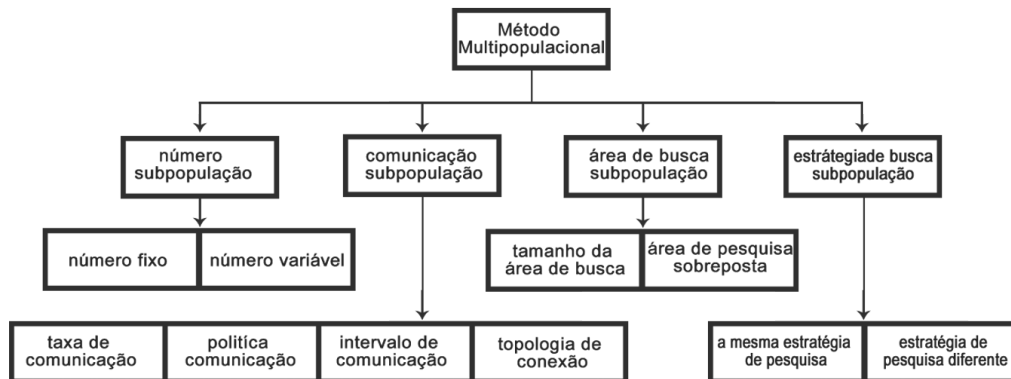 Método
Multipopulacional
número
subpopulação
comunicação
subpopulação
área de busca
subpopulação
estrátegiade busca
subpopulação
número fixo
número variável
tamanho da
área de busca
área de pesquisa
sobreposta
taxa de
comunicação
politíca
comunicação
intervalo de
comunicação
topologia de
conexão
a mesma estratégia
de pesquisa
estratégia de
pesquisa diferente